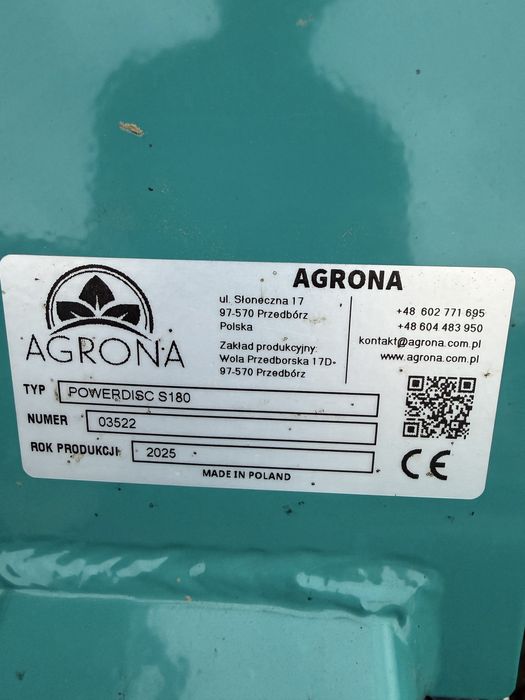 AGRONA
AGRONA
ul. Słoneczna 17
97-570 Przedbórz
Polska
Zakład produkcyjny:
Wola Przedborska 17D
97-570 Przedbórz
+48 602 771 695
+48 604 483 950
kontakt@agrona.com.pl
www.agrona.com.pl
TYP POWERDISC S180
NUMER 03522
ROK PRODUKCJI 2025
MADE IN POLAND
CE